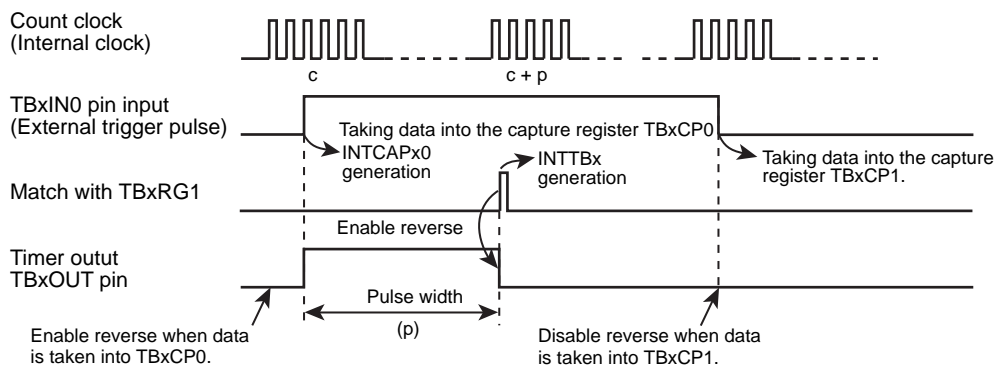 Count clock
(Internal clock)
c
c + p
TBxIN0 pin input
(External trigger pulse)
Taking data into the capture register TBxCP0
INTCAPx0
generation
INTTBx
generation
Taking data into the capture
register TBxCP1.
Match with TBxRG1
Enable reverse
Timer outut
TBxOUT pin
Pulse width
(p)
Enable reverse when data
is taken into TBxCP0.
Disable reverse when data
is taken into TBxCP1.